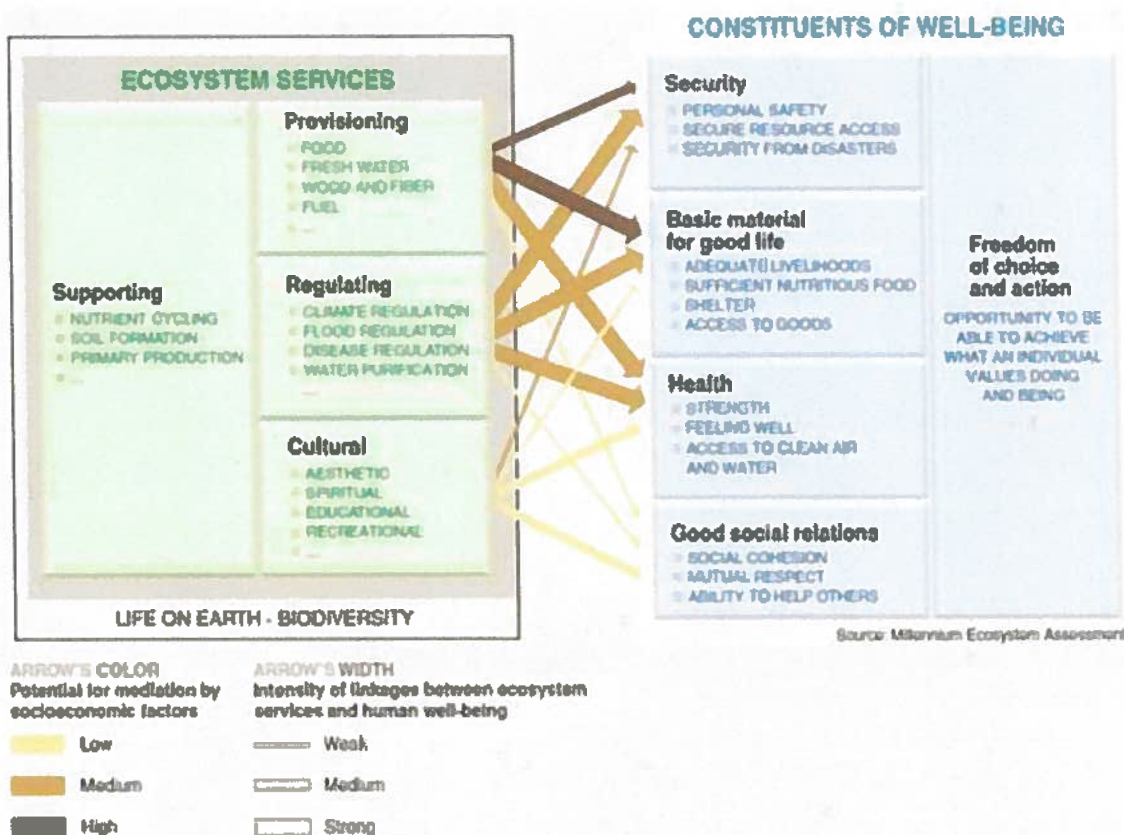 CONSTITUENTS OF WELL-BEING
ECOSYSTEM SERVICES
Supporting
NUTRIENT CYCLING
SOIL FORMATION
PRIMARY PRODUCTION
...
Provisioning
FOOD
FRESH WATER
WOOD AND FIBER
FUEL
...
Regulating
CLIMATE REGULATION
FLOOD REGULATION
DISEASE REGULATION
WATER PURIFICATION
...
Cultural
AESTHETIC
SPIRITUAL
EDUCATIONAL
RECREATIONAL
...
LIFE ON EARTH - BIODIVERSITY
Security
PERSONAL SAFETY
SECURE RESOURCE ACCESS
SECURITY FROM DISASTERS
Basic material
for good life
ADEQUATE LIVELIHOODS
SUFFICIENT NUTRITIOUS FOOD
SHELTER
ACCESS TO GOODS
Health
STRENGTH
FEELING WELL
ACCESS TO CLEAN AIR
AND WATER
Good social relations
SOCIAL COHESION
MUTUAL RESPECT
ABILITY TO HELP OTHERS
Freedom
of choice
and action
OPPORTUNITY TO BE
ABLE TO ACHIEVE
WHAT AN INDIVIDUAL
VALUES DOING
AND BEING
Source: Millennium Ecosystem Assessment
ARROW'S COLOR
Potential for mediation by
socioeconomic factors
Low
Medium
High
ARROW'S WIDTH
Intensity of linkages between ecosystem
services and human well-being
Weak
Medium
Strong